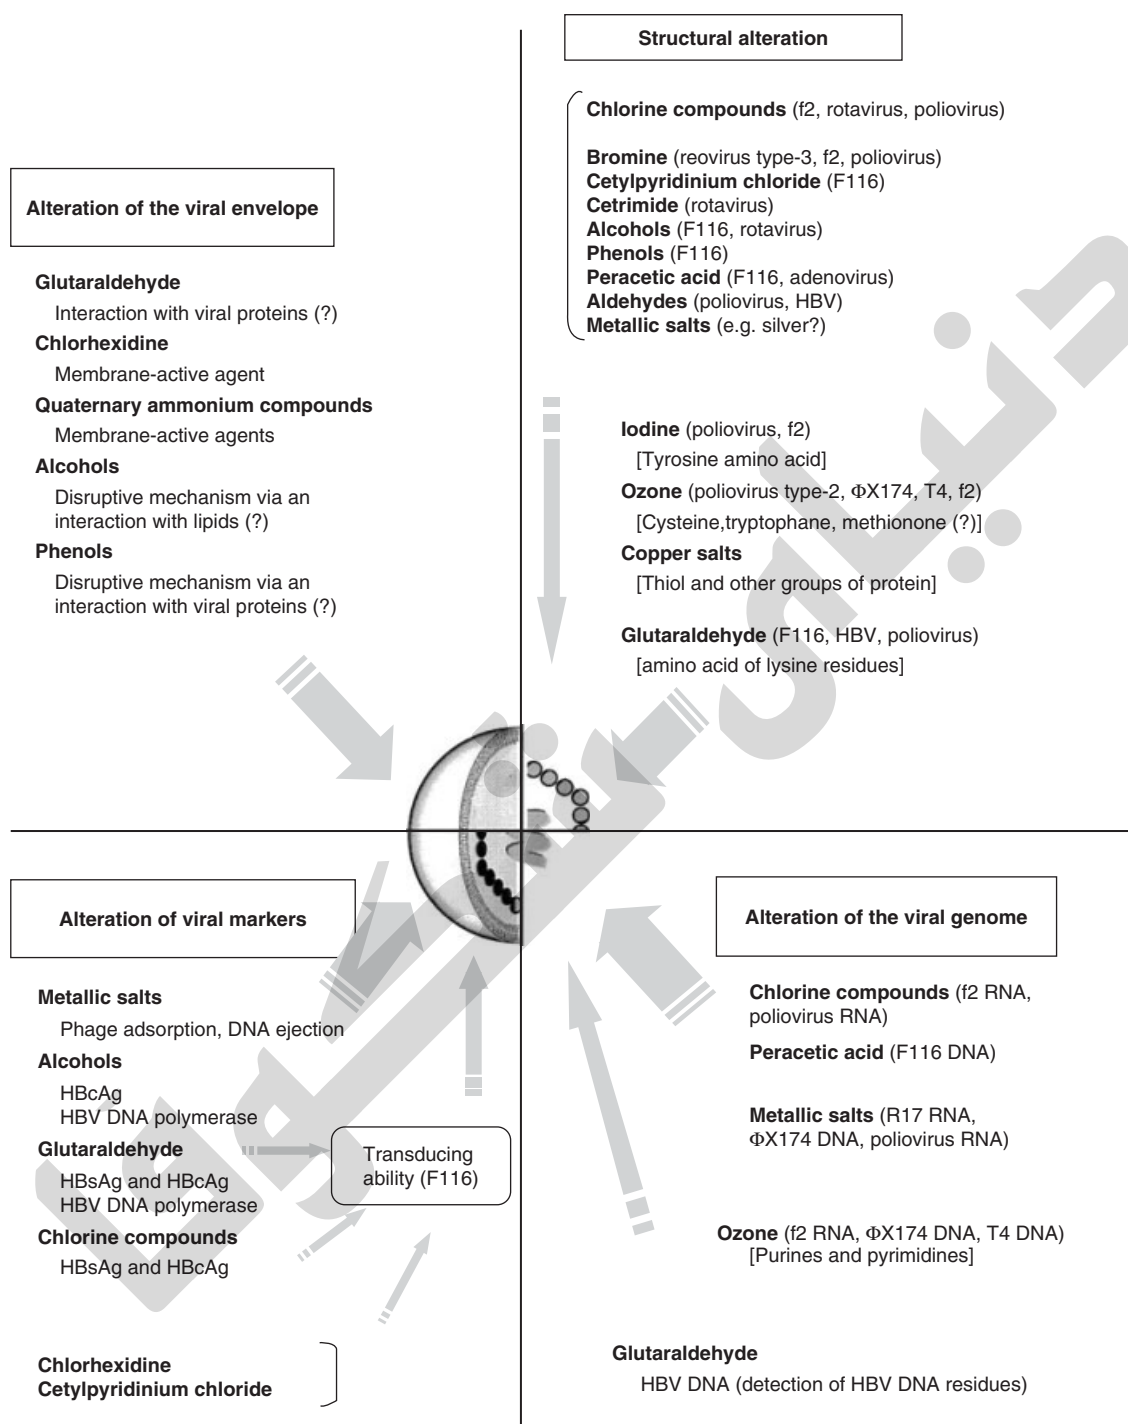 Structural alteration
Chlorine compounds (f2, rotavirus, poliovirus)
Bromine (reovirus type-3, f2, poliovirus)
Cetylpyridinium chloride (F116)
Cetrimide (rotavirus)
Alcohols (F116, rotavirus)
Phenols (F116)
Peracetic acid (F116, adenovirus)
Aldehydes (poliovirus, HBV)
Metallic salts (e.g. silver?)
Iodine (poliovirus, f2)
[Tyrosine amino acid]
Ozone (poliovirus type-2, ΦX174, T4, f2)
[Cysteine,tryptophane, methionone (?)]
Copper salts
[Thiol and other groups of protein]
Glutaraldehyde (F116, HBV, poliovirus)
[amino acid of lysine residues]
Alteration of the viral envelope
Glutaraldehyde
Interaction with viral proteins (?)
Chlorhexidine
Membrane-active agent
Quaternary ammonium compounds
Membrane-active agents
Alcohols
Disruptive mechanism via an
interaction with lipids (?)
Phenols
Disruptive mechanism via an
interaction with viral proteins (?)
Alteration of viral markers
Metallic salts
Phage adsorption, DNA ejection
Alcohols
HBcAg
HBV DNA polymerase
Glutaraldehyde
HBsAg and HBcAg
HBV DNA polymerase
Chlorine compounds
HBsAg and HBcAg
Chlorhexidine
Cetylpyridinium chloride
Transducing
ability (F116)
Alteration of the viral genome
Chlorine compounds (f2 RNA,
poliovirus RNA)
Peracetic acid (F116 DNA)
Metallic salts (R17 RNA,
ΦX174 DNA, poliovirus RNA)
Ozone (f2 RNA, ΦX174 DNA, T4 DNA)
[Purines and pyrimidines]
Glutaraldehyde
HBV DNA (detection of HBV DNA residues)